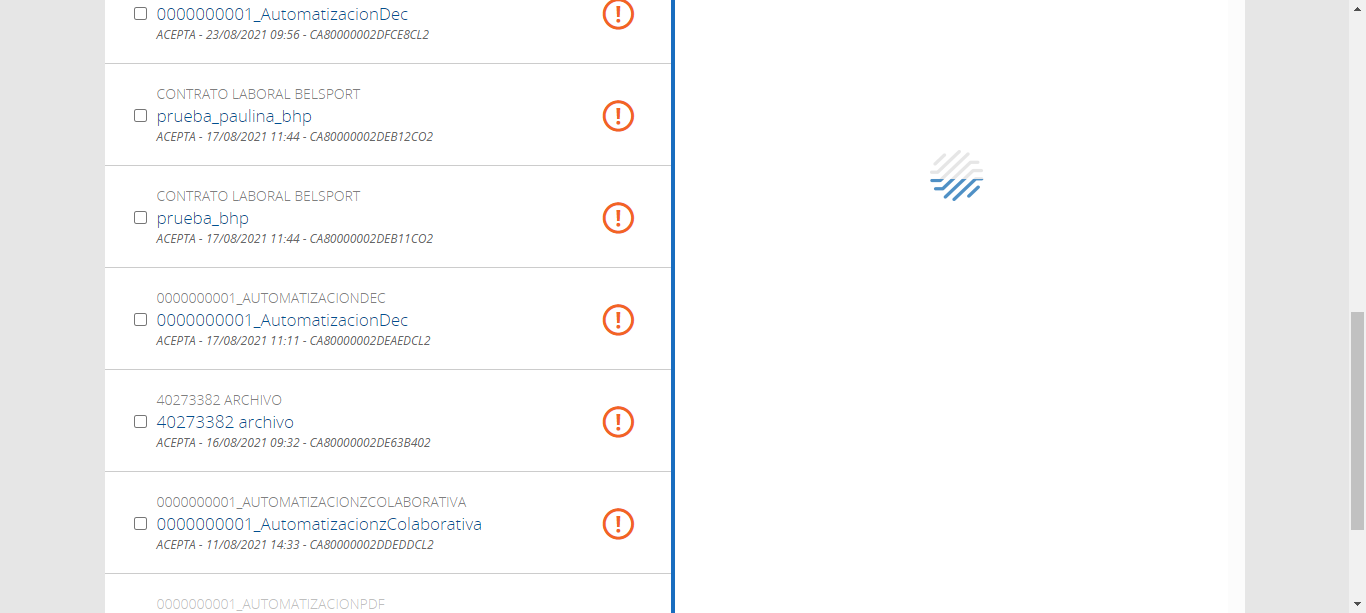 0000000001_AutomatizacionDec
ACEPTA - 23/08/2021 09:56 - CA80000002DFCE8CL2
CONTRATO LABORAL BELSPORT
prueba_paulina_bhp
ACEPTA - 17/08/2021 11:44 - CA80000002DEB12CO2
CONTRATO LABORAL BELSPORT
prueba_bhp
ACEPTA - 17/08/2021 11:44 - CA80000002DEB11CO2
0000000001_AUTOMATIZACIONDEC
0000000001_AutomatizacionDec
ACEPTA - 17/08/2021 11:11 - CA80000002DEAEDCL2
40273382 ARCHIVO
40273382 archivo
ACEPTA - 16/08/2021 09:32 - CA80000002DE63B402
0000000001_AUTOMATIZACIONZCOLABORATIVA
0000000001_AutomatizacionzColaborativa
ACEPTA - 11/08/2021 14:33 - CA80000002DDEDDCL2
0000000001_AUTOMATIZACIONPDF